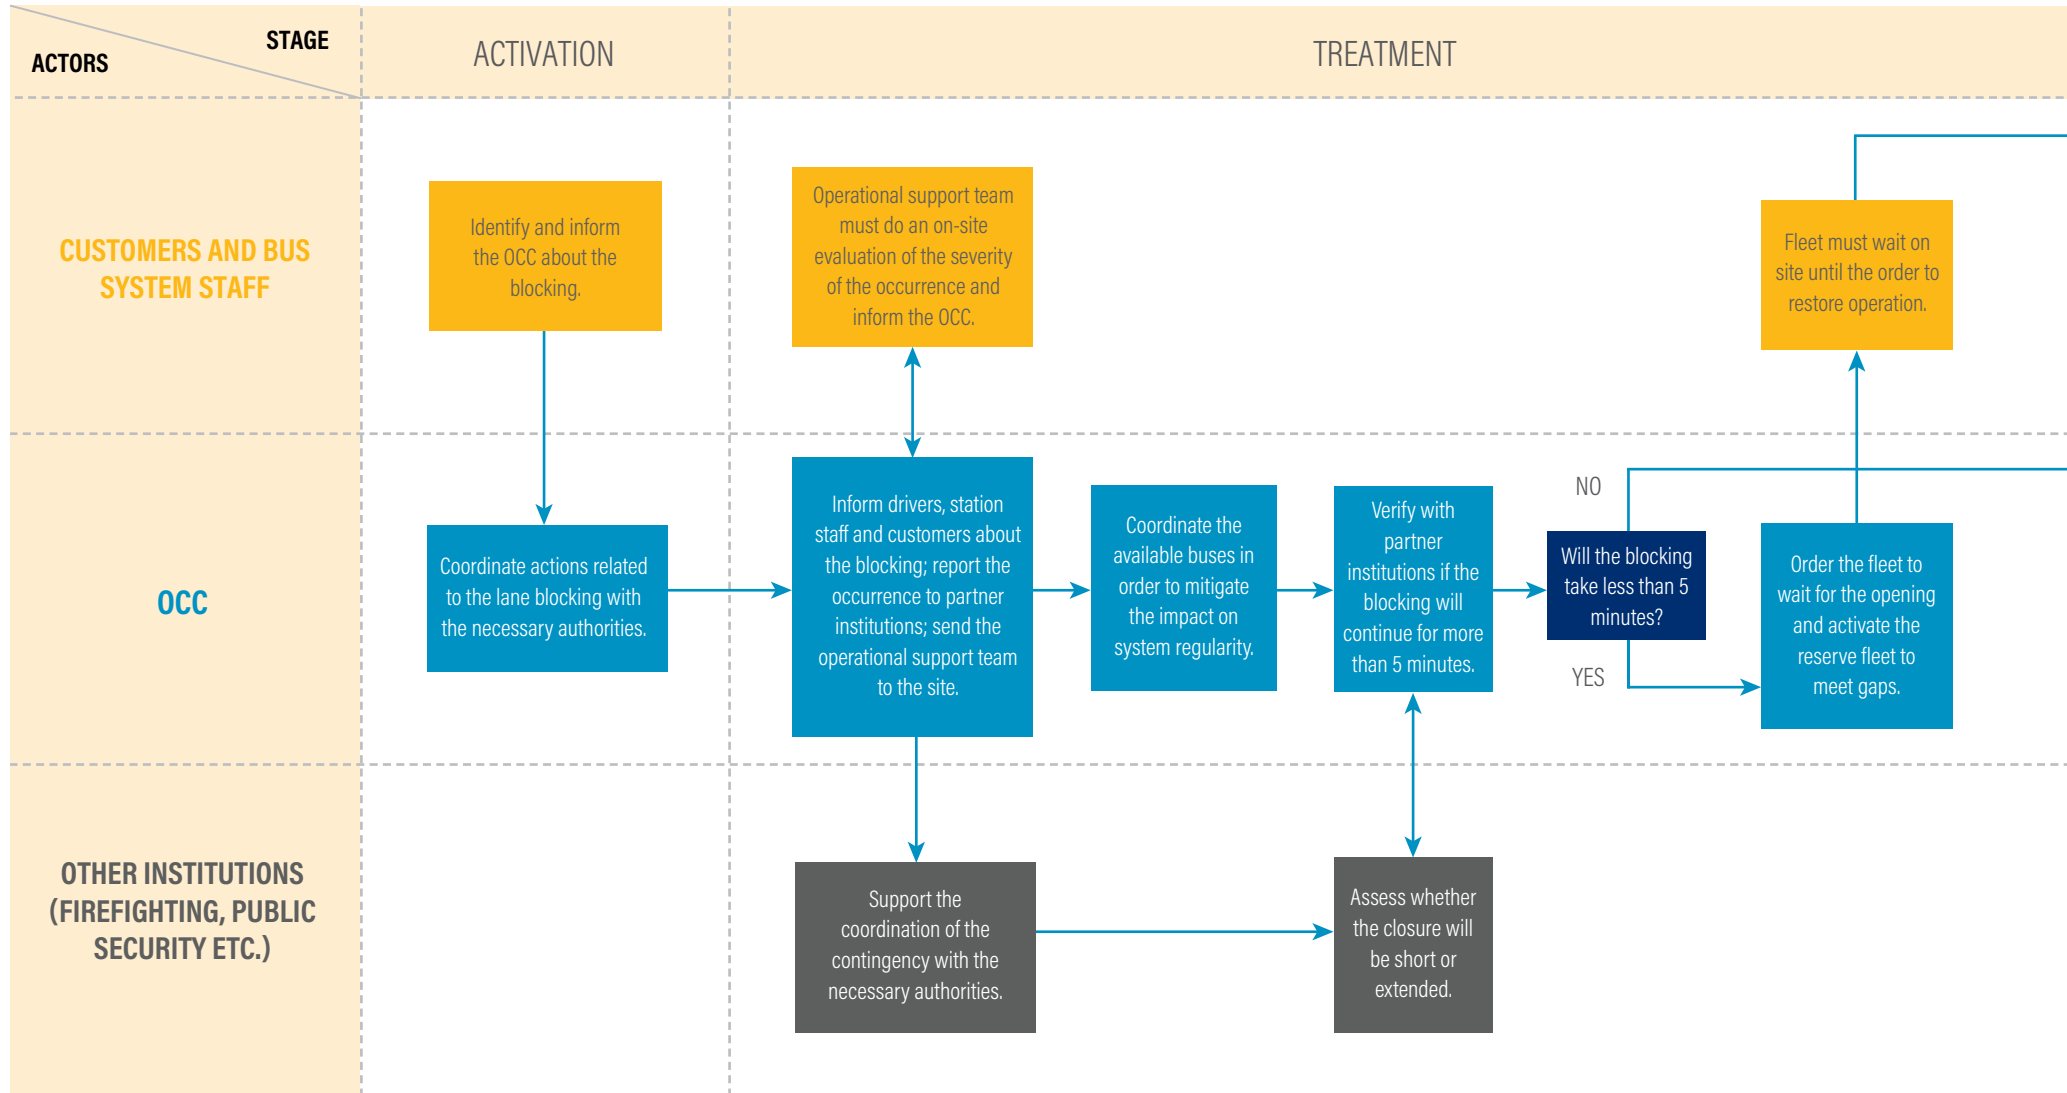 STAGE
ACTORS
ACTIVATION
TREATMENT
CUSTOMERS AND BUS
SYSTEM STAFF
Identify and inform
the OCC about the
blocking.
Operational support team
must do an on-site
evaluation of the severity
of the occurrence and
inform the OCC.
Fleet must wait on
site until the order to
restore operation.
OCC
Coordinate actions related
to the lane blocking with
the necessary authorities.
Inform drivers, station
staff and customers about
the blocking; report the
occurrence to partner
institutions; send the
operational support team
to the site.
Coordinate the
available buses in
order to mitigate
the impact on
system regularity.
Verify with
partner
institutions if the
blocking will
continue for more
than 5 minutes.
NO
Will the blocking
take less than 5
minutes?
YES
Order the fleet to
wait for the opening
and activate the
reserve fleet to
meet gaps.
OTHER INSTITUTIONS
(FIREFIGHTING, PUBLIC
SECURITY ETC.)
Support the
coordination of the
contingency with the
necessary authorities.
Assess whether
the closure will
be short or
extended.